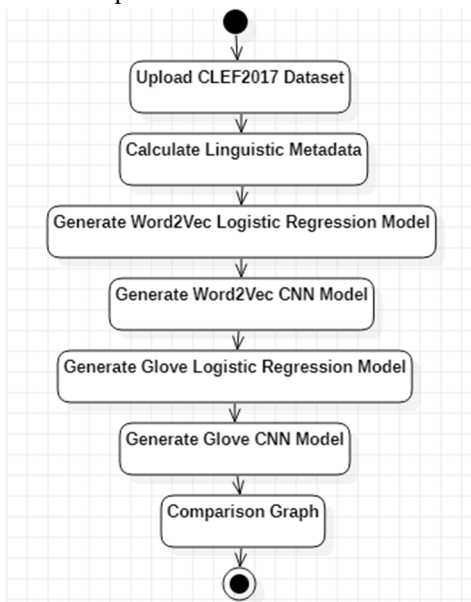 Upload CLEF2017 Dataset
Calculate Linguistic Metadata
Generate Word2Vec Logistic Regression Model
Generate Word2Vec CNN Model
Generate Glove Logistic Regression Model
Generate Glove CNN Model
Comparison Graph